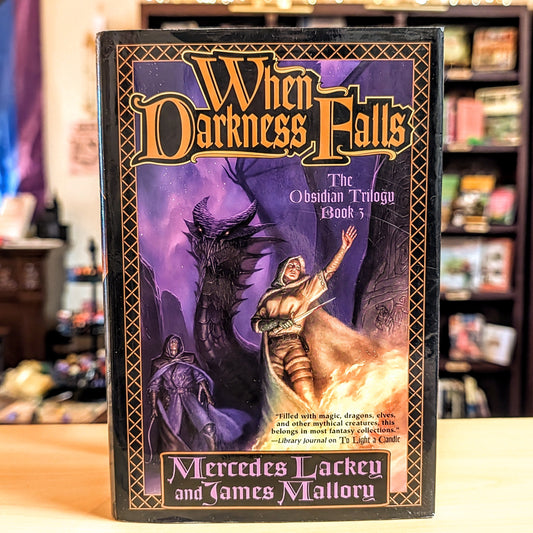 When
Darkness Falls
The
Obsidian Trilogy
Book 3
"Filled with magic, dragons, elves,
and other mythical creatures, this
belongs in most fantasy collections."
—Library Journal on To Light a Candle
Mercedes Lackey
and James Mallory